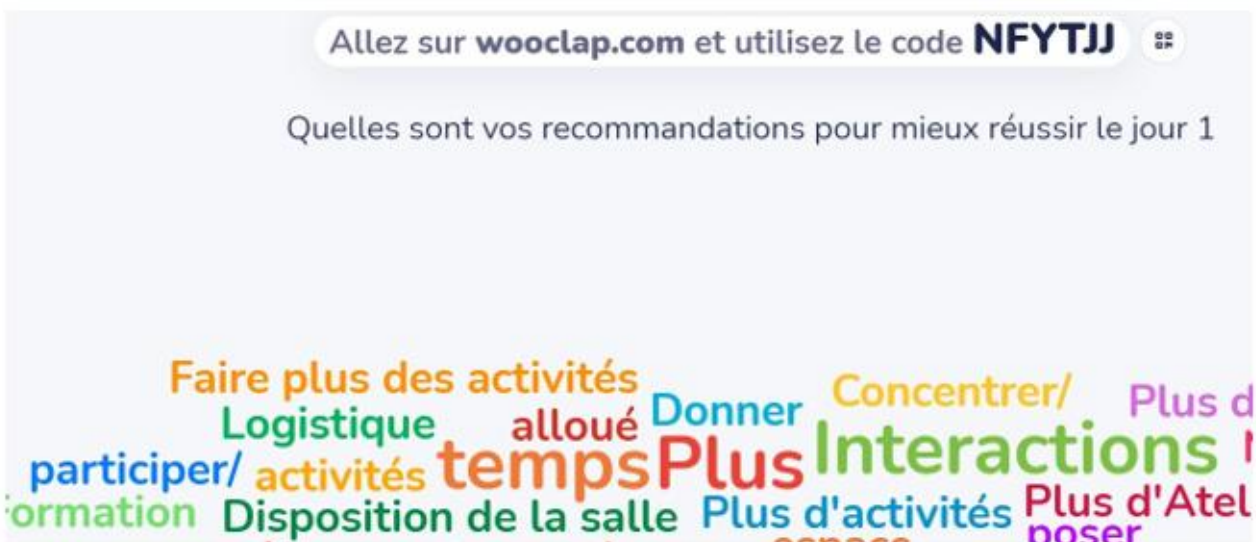 Allez sur wooclap.com et utilisez le code NFYTJJ
Quelles sont vos recommandations pour mieux réussir le jour 1
Faire plus des activités
Concentrer/
Plus d
Donner
Logistique
alloué
Interactions
participer/
activités
temps
Plus
ormation
Disposition de la salle
Plus d'activités
Plus d'Atel
poser